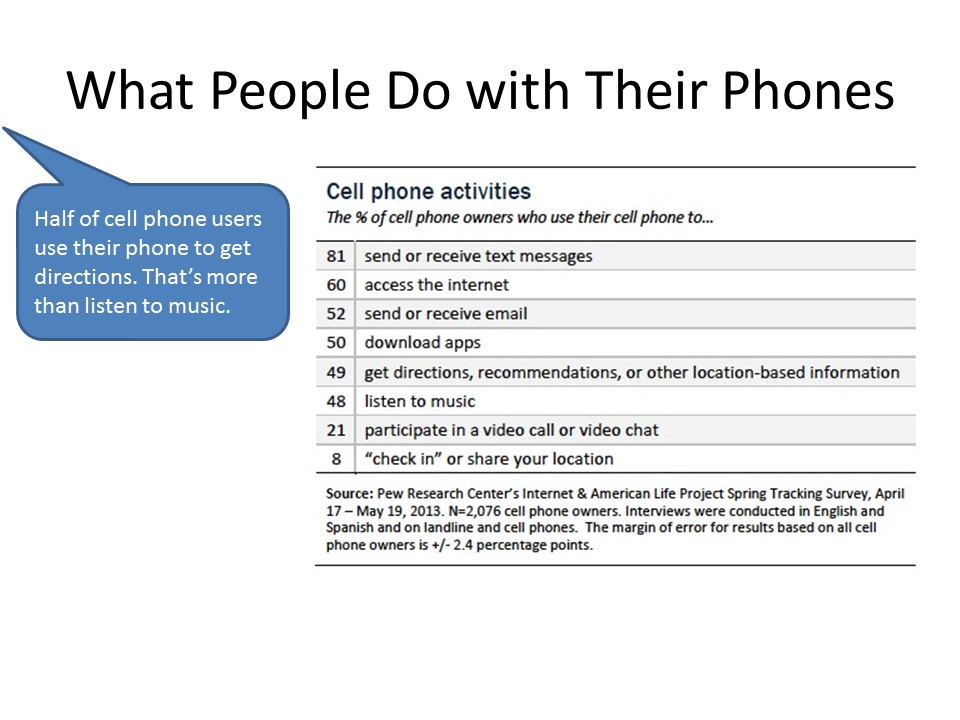 What People Do with Their Phones
Half of cell phone users
use their phone to get
directions. That’s more
than listen to music.
Cell phone activities
The % of cell phone owners who use their cell phone to...
81 send or receive text messages
60 access the internet
52 send or receive email
50 download apps
49 get directions, recommendations, or other location-based information
48 listen to music
21 participate in a video call or video chat
8 “check in” or share your location
Source: Pew Research Center’s Internet & American Life Project Spring Tracking Survey, April
17 – May 19, 2013. N=2,076 cell phone owners. Interviews were conducted in English and
Spanish and on landline and cell phones. The margin of error for results based on all cell
phone owners is +/- 2.4 percentage points.